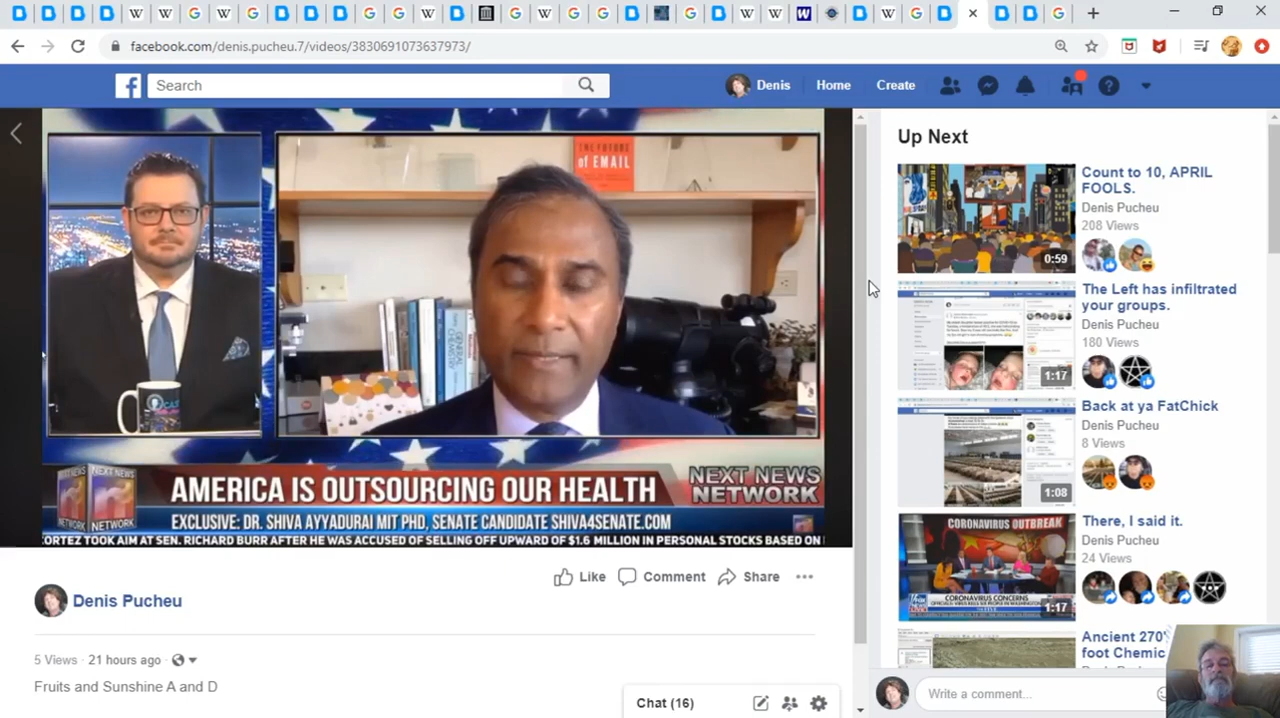 facebook.com/denis.pucheu.7/videos/3830691073637973/
Search
Denis
Home
Create
THE FUTURE
of EMAIL
AMERICA IS OUTSOURCING OUR HEALTH
NEXT NEWS
NETWORK
EXCLUSIVE: DR. SHIVA AYYADURAI MIT PHD, SENATE CANDIDATE SHIVA4SENATE.COM
CORTEZ TOOK AIM AT SEN. RICHARD BURR AFTER HE WAS ACCUSED OF SELLING OFF UPWARD OF $1.6 MILLION IN PERSONAL STOCKS BASED ON
Like
Comment
Share
Denis Pucheu
5 Views · 21 hours ago
Fruits and Sunshine A and D
Chat (16)
Up Next
Count to 10, APRIL
FOOLS.
Denis Pucheu
208 Views
0:59
The Left has infiltrated
your groups.
Denis Pucheu
180 Views
1:17
Back at ya FatChick
Denis Pucheu
8 Views
1:08
There, I said it.
Denis Pucheu
24 Views
CORONAVIRUS OUTBREAK
CORONAVIRUS CONCERNS
1:17
Ancient 270'
foot Chemic
Write a comment...